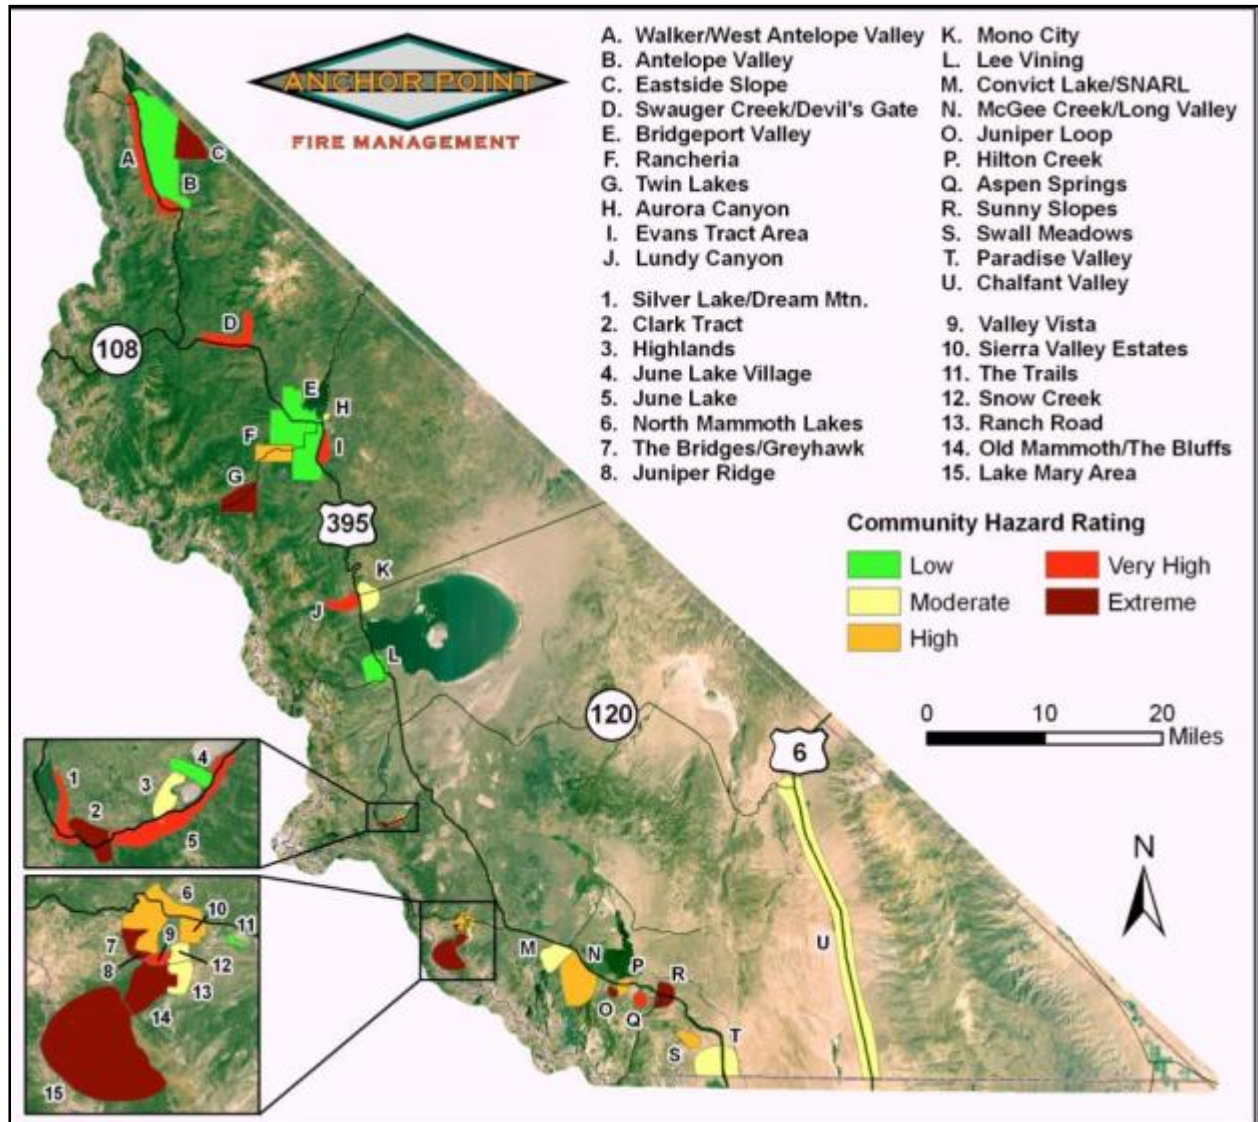 ANCHOR POINT
FIRE MANAGEMENT
A. Walker/West Antelope Valley
B. Antelope Valley
C. Eastside Slope
D. Swauger Creek/Devil's Gate
E. Bridgeport Valley
F. Rancheria
G. Twin Lakes
H. Aurora Canyon
I. Evans Tract Area
J. Lundy Canyon
K. Mono City
L. Lee Vining
M. Convict Lake/SNARL
N. McGee Creek/Long Valley
O. Juniper Loop
P. Hilton Creek
Q. Aspen Springs
R. Sunny Slopes
S. Swall Meadows
T. Paradise Valley
U. Chalfant Valley
1. Silver Lake/Dream Mtn.
2. Clark Tract
3. Highlands
4. June Lake Village
5. June Lake
6. North Mammoth Lakes
7. The Bridges/Greyhawk
8. Juniper Ridge
9. Valley Vista
10. Sierra Valley Estates
11. The Trails
12. Snow Creek
13. Ranch Road
14. Old Mammoth/The Bluffs
15. Lake Mary Area
Community Hazard Rating
Low
Moderate
High
Very High
Extreme
0 10 20
Miles
N
A
B
C
D
108
E
H
F
I
G
395
K
J
L
120
6
U
M
N
P
R
O
Q
S
T
1
2
3
4
5
6
10
11
7
9
8
12
13
14
15